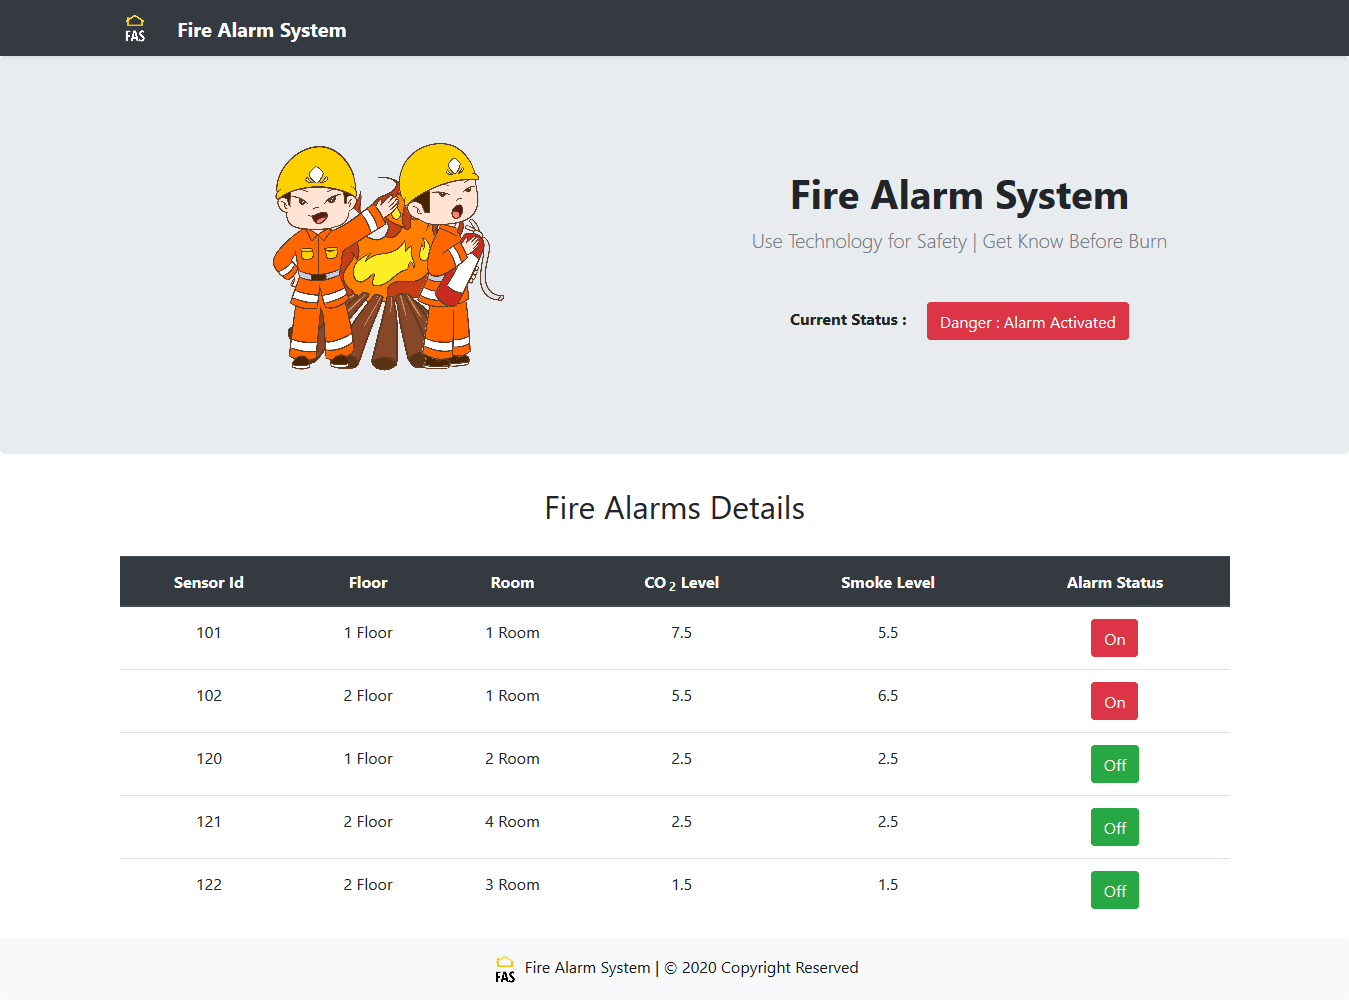 FAS Fire Alarm System
Fire Alarm System
Use Technology for Safety | Get Know Before Burn
Current Status : Danger : Alarm Activated
Fire Alarms Details
Sensor Id Floor Room CO 2 Level Smoke Level Alarm Status
101 1 Floor 1 Room 7.5 5.5 On
102 2 Floor 1 Room 5.5 6.5 On
120 1 Floor 2 Room 2.5 2.5 Off
121 2 Floor 4 Room 2.5 2.5 Off
122 2 Floor 3 Room 1.5 1.5 Off
FAS Fire Alarm System | © 2020 Copyright Reserved